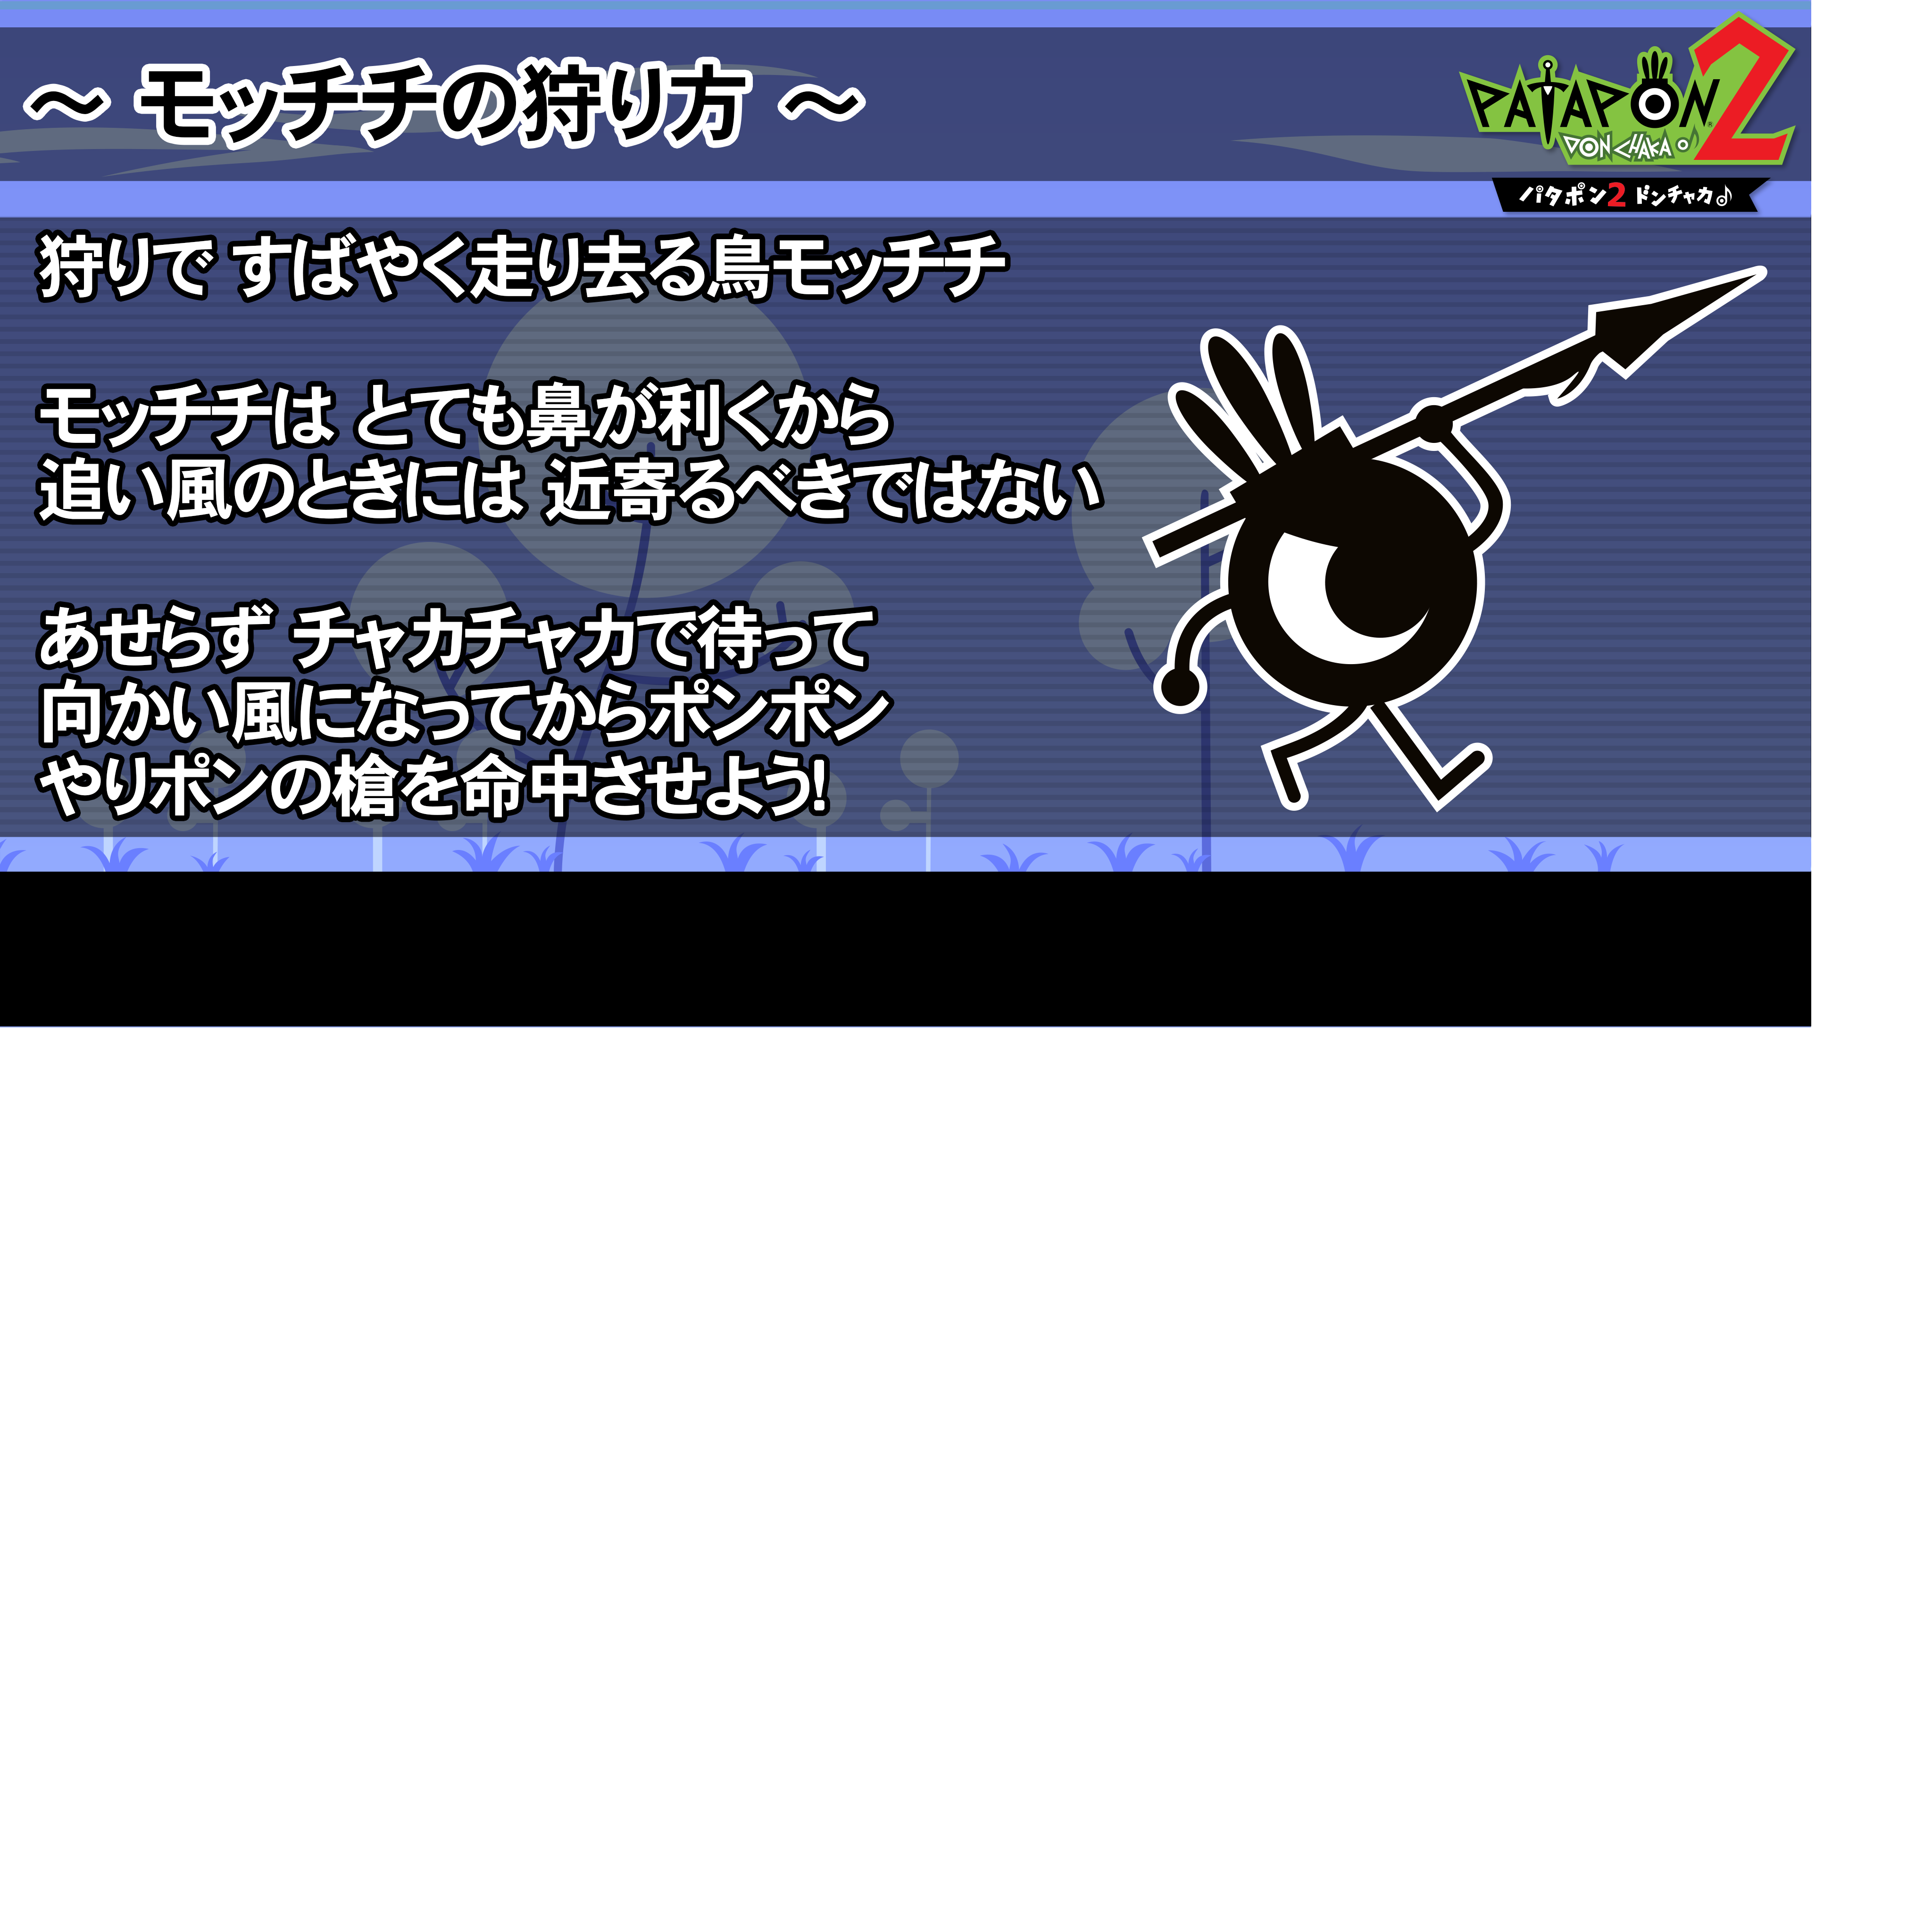 ～ モッチチの狩り方 ～
PATAPON2
DON CHAKA♪
パタポン2 ドンチャカ♪
狩りで すばやく走り去る鳥モッチチ
モッチチは とても鼻が利くから
追い風のときには 近寄るべきではない
あせらず チャカチャカで待って
向かい風になってからポンポン
やりポンの槍を命中させよう!